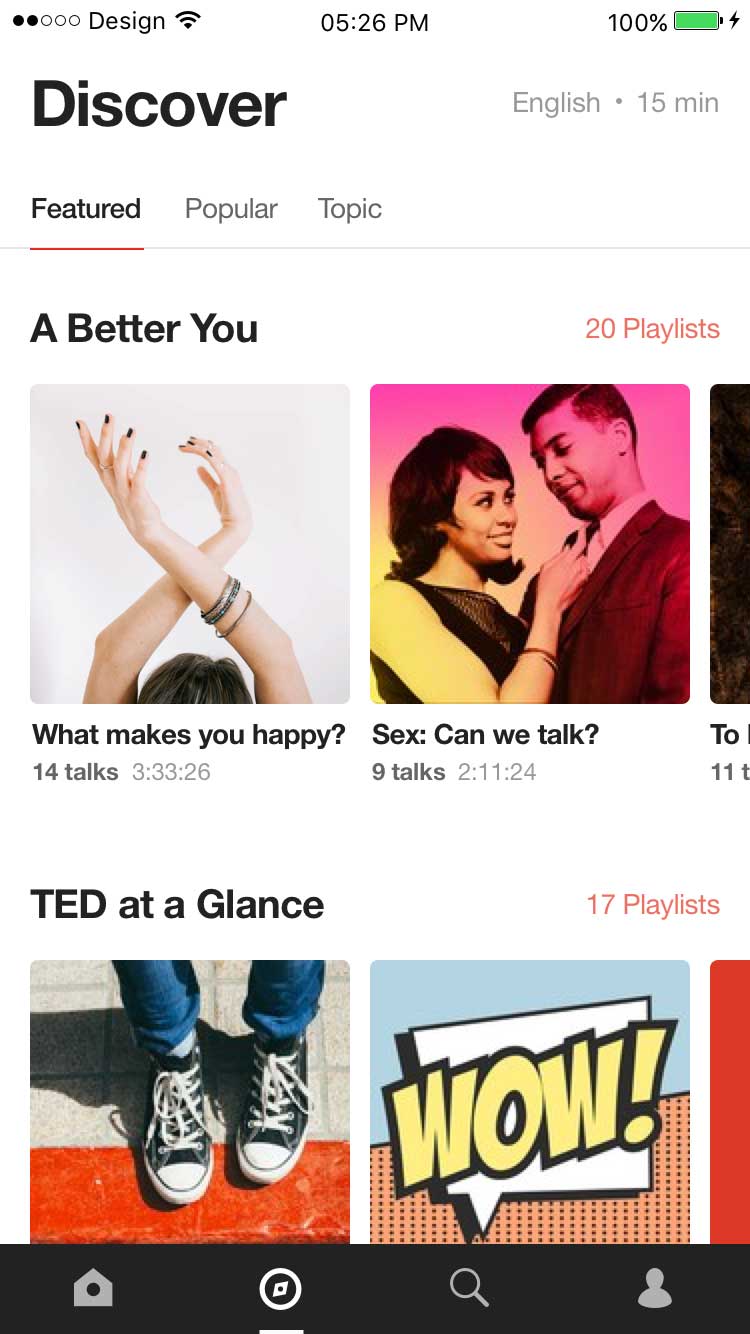 Design 05:26 PM 100%
Discover English • 15 min
Featured Popular Topic
A Better You 20 Playlists
What makes you happy? Sex: Can we talk? To
14 talks 3:33:26 9 talks 2:11:24 11
TED at a Glance 17 Playlists
WOW!